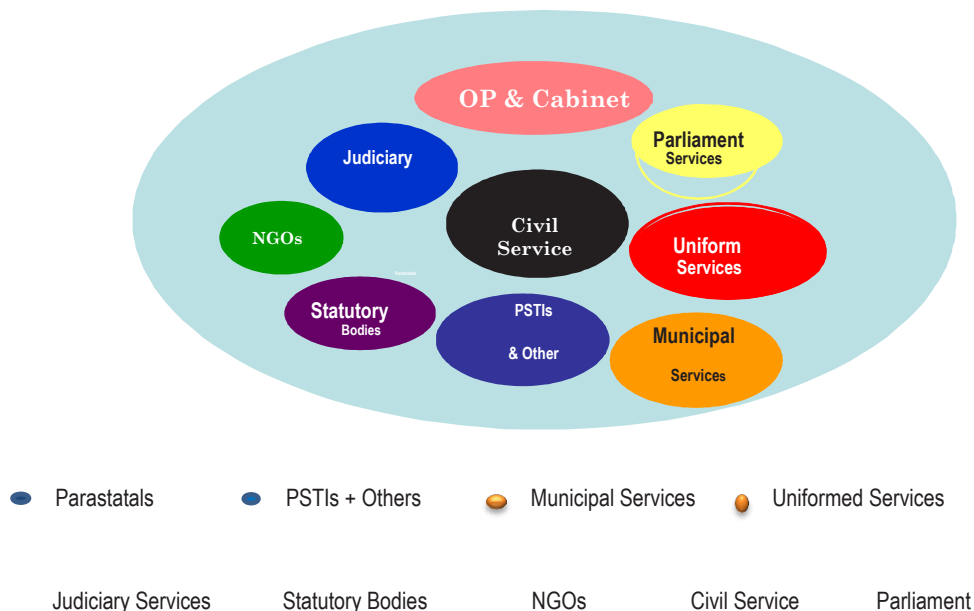 OP & Cabinet
Parliament
Services
Judiciary
Civil
Service
NGOs
Uniform
Services
Statutory
Bodies
PSTIs
& Other
Municipal
Services
Parastatals
PSTIs + Others
Municipal Services
Uniformed Services
Judiciary Services
Statutory Bodies
NGOs
Civil Service
Parliament